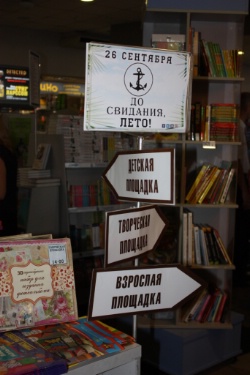 26 СЕНТЯБРЯ
ДО
СВИДАНИЯ,
ЛЕТО!
ДЕТСКАЯ
ПЛОЩАДКА
ТВОРЧЕСКАЯ
ПЛОЩАДКА
ВЗРОСЛАЯ
ПЛОЩАДКА